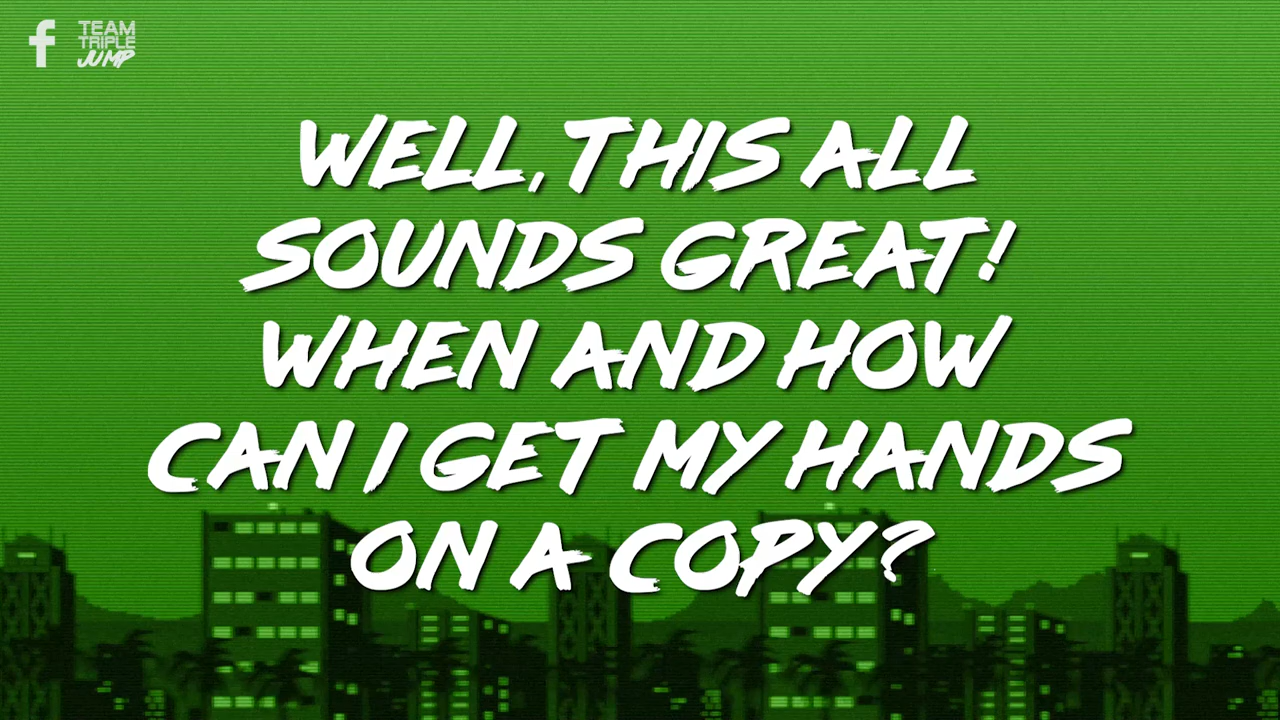 f
TEAM
TRIPLE
JUMP
WELL, THIS ALL
SOUNDS GREAT!
WHEN AND HOW
CAN I GET MY HANDS
ON A COPY?